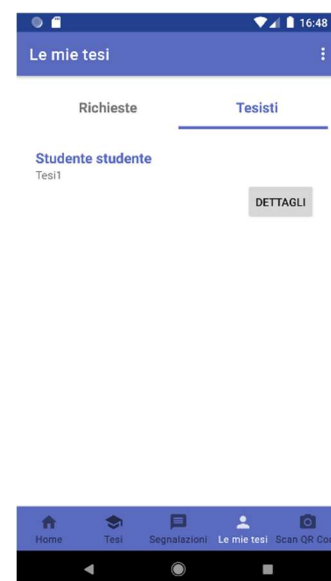 16:48
Le mie tesi
Richieste Tesisti
Studente studente
Tesi1
DETTAGLI
Home Tesi Segnalazioni Le mie tesi Scan QR Co